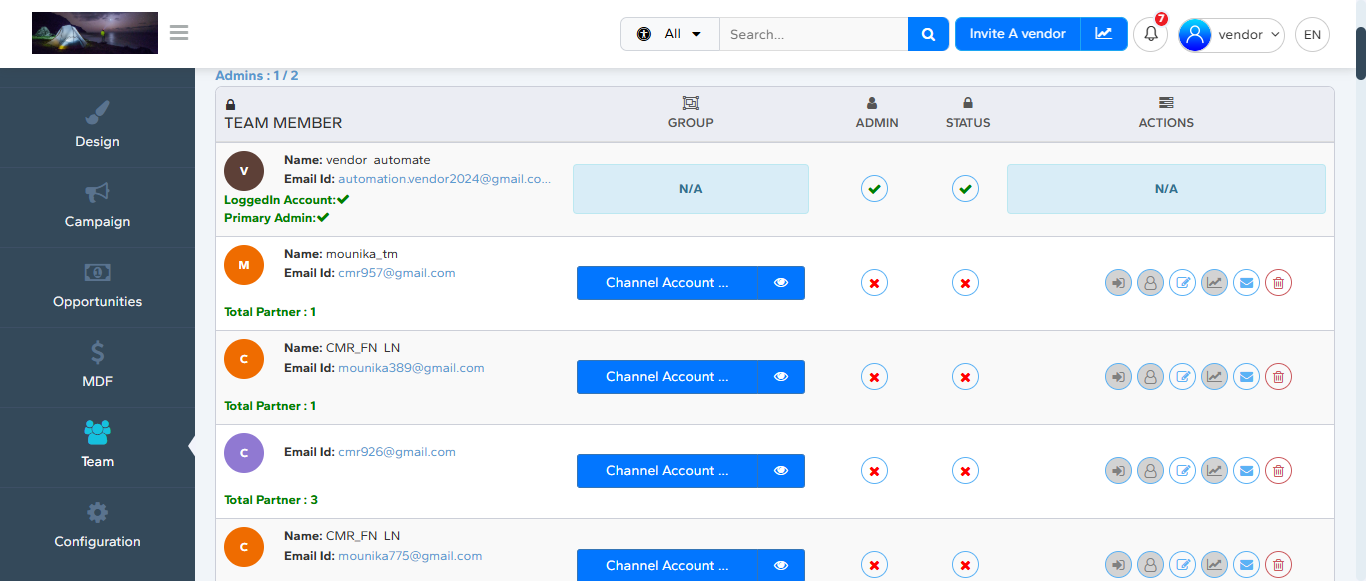 All
Search...
Invite A vendor
7
vendor
EN
Design
Campaign
Opportunities
MDF
Team
Configuration
Admins : 1 / 2
TEAM MEMBER
GROUP
ADMIN
STATUS
ACTIONS
V
Name: vendor automate
Email Id: automation.vendor2024@gmail.co...
LoggedIn Account:
Primary Admin:
N/A
N/A
M
Name: mounika_tm
Email Id: cmr957@gmail.com
Total Partner : 1
Channel Account ...
C
Name: CMR_FN LN
Email Id: mounika389@gmail.com
Total Partner : 1
Channel Account ...
C
Email Id: cmr926@gmail.com
Total Partner : 3
Channel Account ...
C
Name: CMR_FN LN
Email Id: mounika775@gmail.com
Channel Account ...